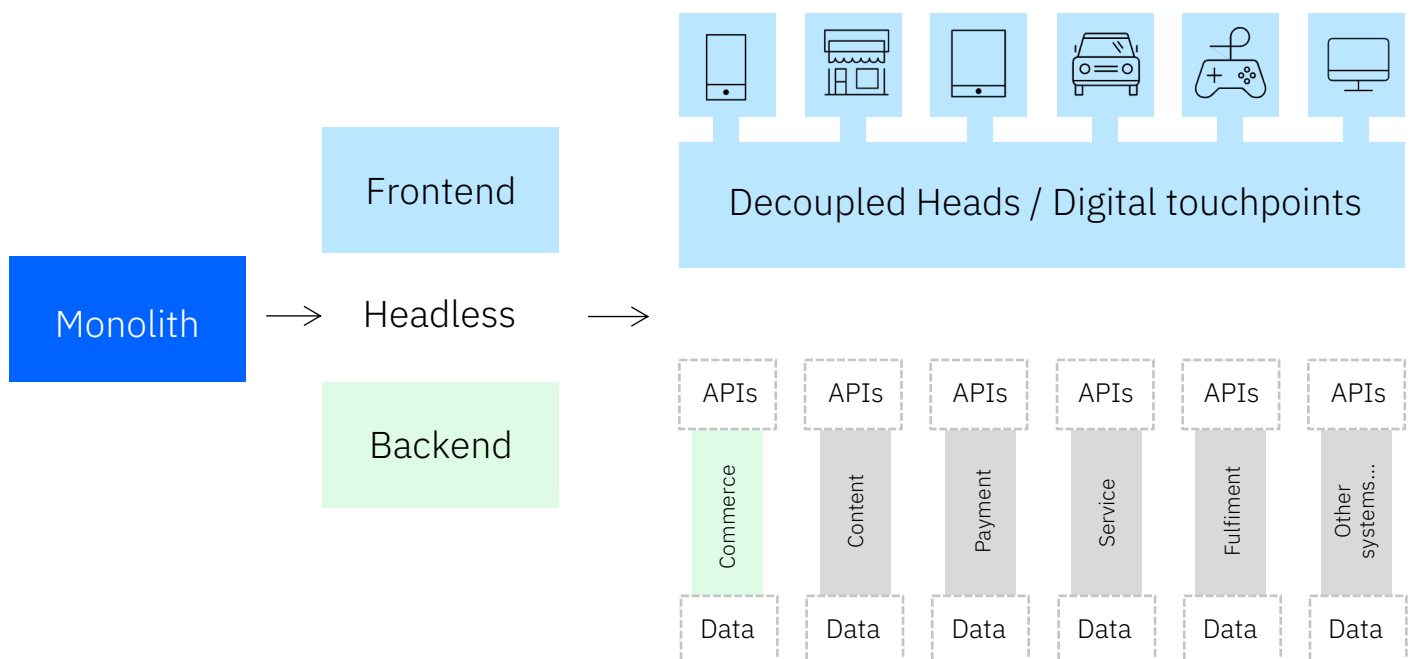 Monolith
Frontend
Headless
Backend
Decoupled Heads / Digital touchpoints
APIs
APIs
APIs
APIs
APIs
APIs
Commerce
Content
Payment
Service
Fulfiment
Other
systems...
Data
Data
Data
Data
Data
Data